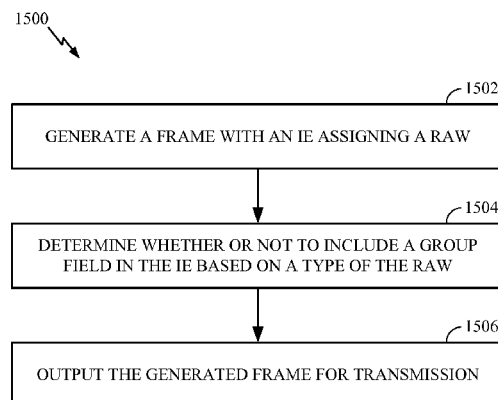 1500
1502
GENERATE A FRAME WITH AN IE ASSIGNING A RAW
1504
DETERMINE WHETHER OR NOT TO INCLUDE A GROUP
FIELD IN THE IE BASED ON A TYPE OF THE RAW
1506
OUTPUT THE GENERATED FRAME FOR TRANSMISSION